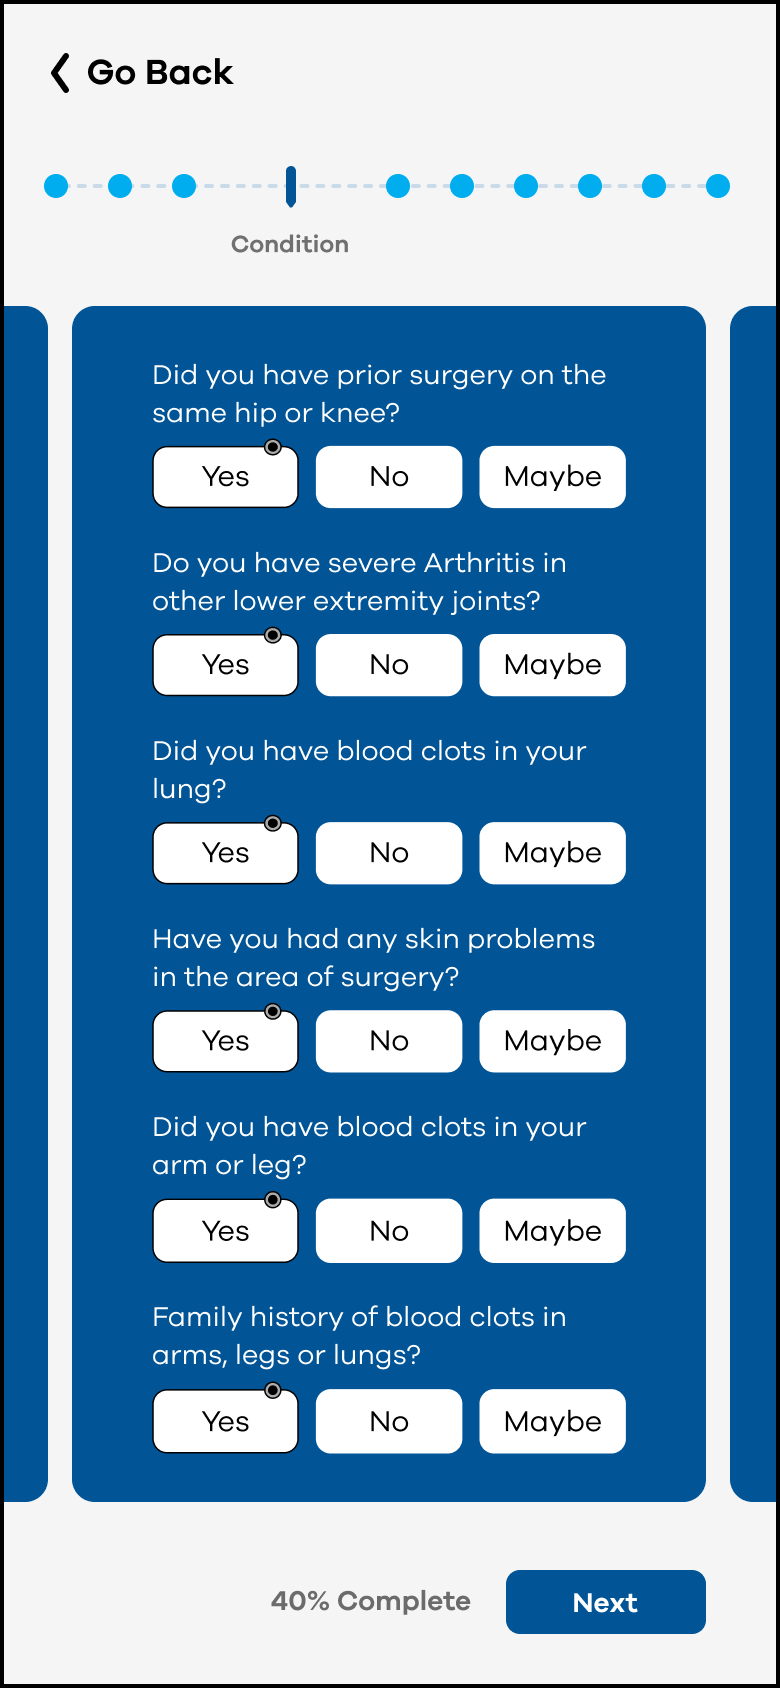 Go Back
Condition
Did you have prior surgery on the
same hip or knee?
Yes No Maybe
Do you have severe Arthritis in
other lower extremity joints?
Yes No Maybe
Did you have blood clots in your
lung?
Yes No Maybe
Have you had any skin problems
in the area of surgery?
Yes No Maybe
Did you have blood clots in your
arm or leg?
Yes No Maybe
Family history of blood clots in
arms, legs or lungs?
Yes No Maybe
40% Complete Next